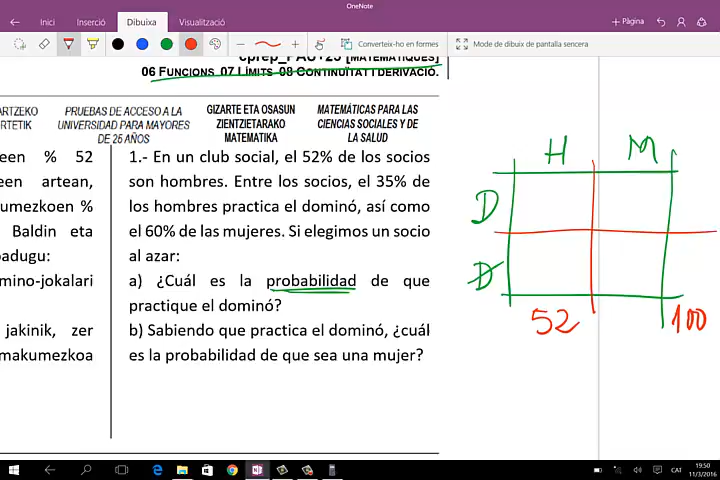 OneNote
Inici Inserció Dibuixa Visualització
Pàgina
Converteix-ho en formes Mode de dibuix de pantalla sencera
06 Funcions 07 Límits 08 Continuïtat i derivació.
ARTZEKO
RTETIK
PRUEBAS DE ACCESO A LA
UNIVERSIDAD PARA MAYORES
DE 25 AÑOS
GIZARTE ETA OSASUN
ZIENTZIETARAKO
MATEMATIKA
MATEMÁTICAS PARA LAS
CIENCIAS SOCIALES Y DE
LA SALUD
een % 52
een artean,
umezkoen %
Baldin eta
adugu:
mino-jokalari
jakinik, zer
makumezkoa
1.- En un club social, el 52% de los socios
son hombres. Entre los socios, el 35% de
los hombres practica el dominó, así como
el 60% de las mujeres. Si elegimos un socio
al azar:
a) ¿Cuál es la probabilidad de que
practique el dominó?
b) Sabiendo que practica el dominó, ¿cuál
es la probabilidad de que sea una mujer?
H M
D
D
52 100
CAT
19:50
11/3/2016